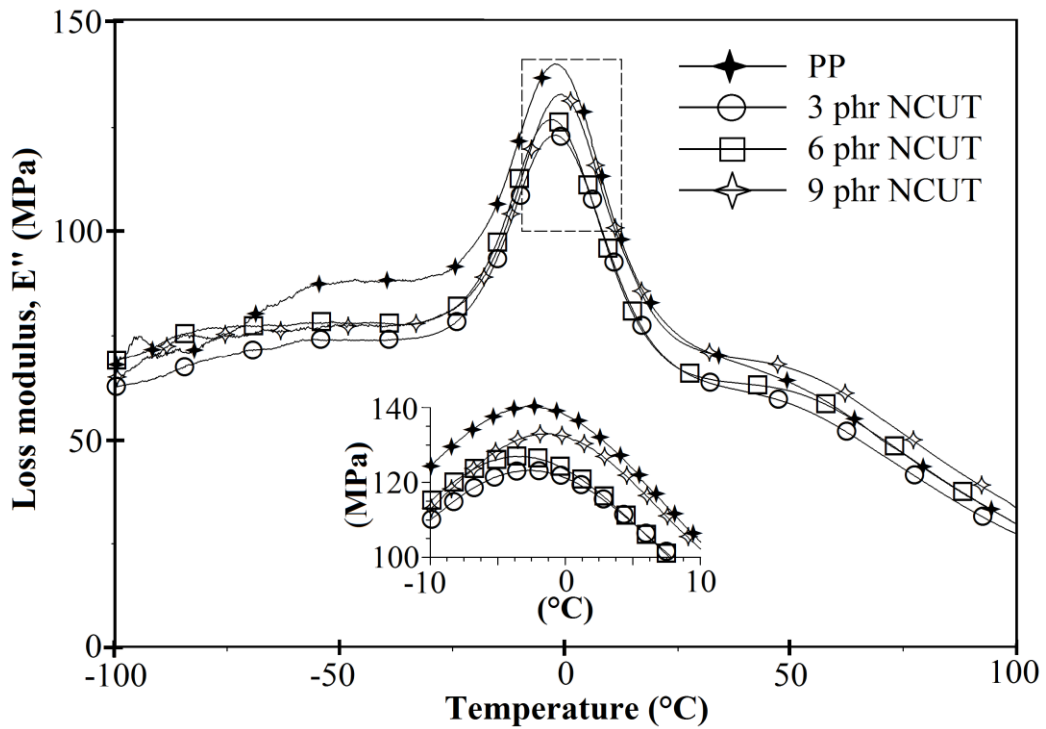 150
100
50
0
Loss modulus, E" (MPa)
PP
3 phr NCUT
6 phr NCUT
9 phr NCUT
140
120
100
(MPa)
-10
0
10
(°C)
-100
-50
0
50
100
Temperature (°C)